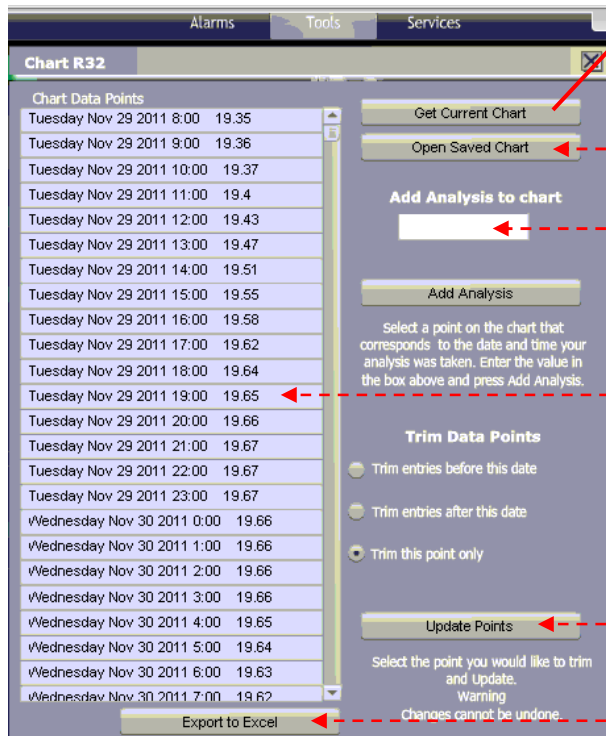 Alarms Tools Services
Chart R32
Chart Data Points
Tuesday Nov 29 2011 8:00 19.35
Tuesday Nov 29 2011 9:00 19.36
Tuesday Nov 29 2011 10:00 19.37
Tuesday Nov 29 2011 11:00 19.4
Tuesday Nov 29 2011 12:00 19.43
Tuesday Nov 29 2011 13:00 19.47
Tuesday Nov 29 2011 14:00 19.51
Tuesday Nov 29 2011 15:00 19.55
Tuesday Nov 29 2011 16:00 19.58
Tuesday Nov 29 2011 17:00 19.62
Tuesday Nov 29 2011 18:00 19.64
Tuesday Nov 29 2011 19:00 19.65
Tuesday Nov 29 2011 20:00 19.66
Tuesday Nov 29 2011 21:00 19.67
Tuesday Nov 29 2011 22:00 19.67
Tuesday Nov 29 2011 23:00 19.67
Wednesday Nov 30 2011 0:00 19.66
Wednesday Nov 30 2011 1:00 19.66
Wednesday Nov 30 2011 2:00 19.66
Wednesday Nov 30 2011 3:00 19.66
Wednesday Nov 30 2011 4:00 19.65
Wednesday Nov 30 2011 5:00 19.64
Wednesday Nov 30 2011 6:00 19.63
Wednesday Nov 30 2011 7:00 19.62
Export to Excel
Get Current Chart
Open Saved Chart
Add Analysis to chart
Add Analysis
Select a point on the chart that
corresponds to the date and time your
analysis was taken. Enter the value in
the box above and press Add Analysis.
Trim Data Points
Trim entries before this date
Trim entries after this date
Trim this point only
Update Points
Select the point you would like to trim
and Update.
Warning
Changes cannot be undone.